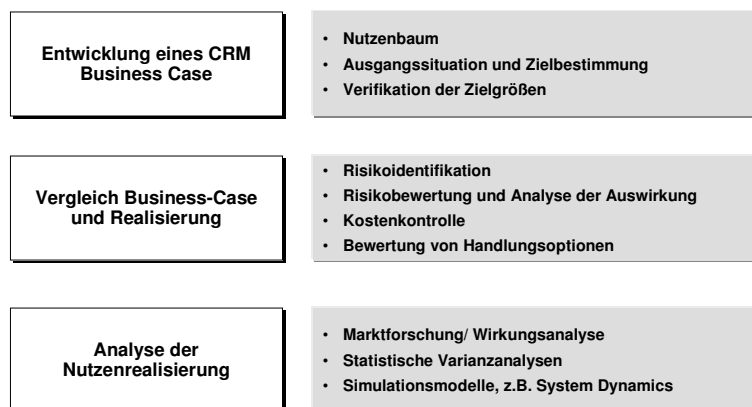 Entwicklung eines CRM
Business Case
• Nutzenbaum
• Ausgangssituation und Zielbestimmung
• Verifikation der Zielgrößen
Vergleich Business-Case
und Realisierung
• Risikoidentifikation
• Risikobewertung und Analyse der Auswirkung
• Kostenkontrolle
• Bewertung von Handlungsoptionen
Analyse der
Nutzenrealisierung
• Marktforschung/ Wirkungsanalyse
• Statistische Varianzanalysen
• Simulationsmodelle, z.B. System Dynamics